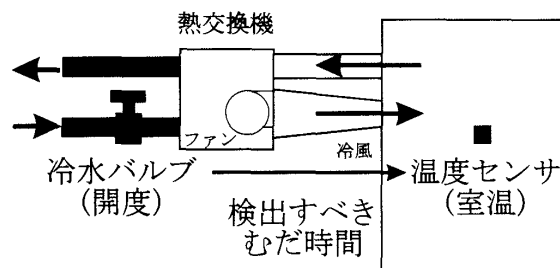 熱交換機
ファン
冷風
冷水バルブ
(開度)
温度センサ
(室温)
検出すべき
むだ時間